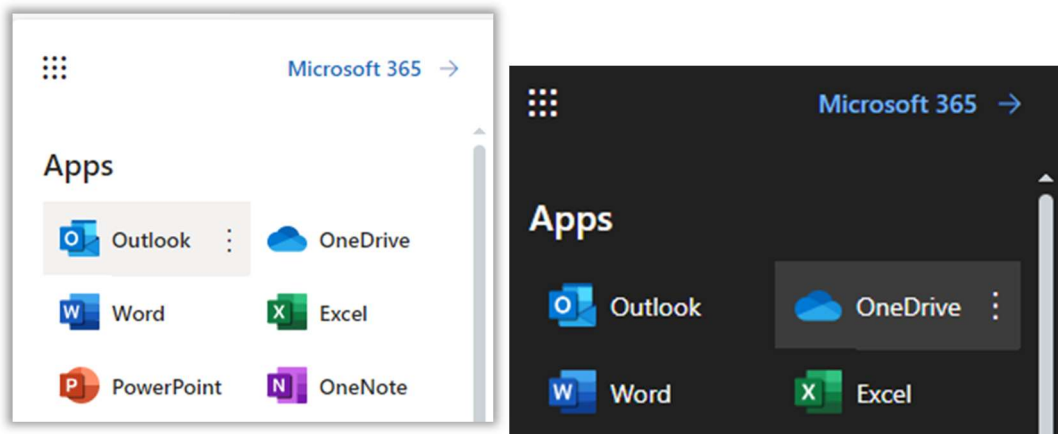 Microsoft 365 →
Apps
Outlook ⋮ OneDrive
Word Excel
PowerPoint OneNote
Microsoft 365 →
Apps
Outlook OneDrive ⋮
Word Excel